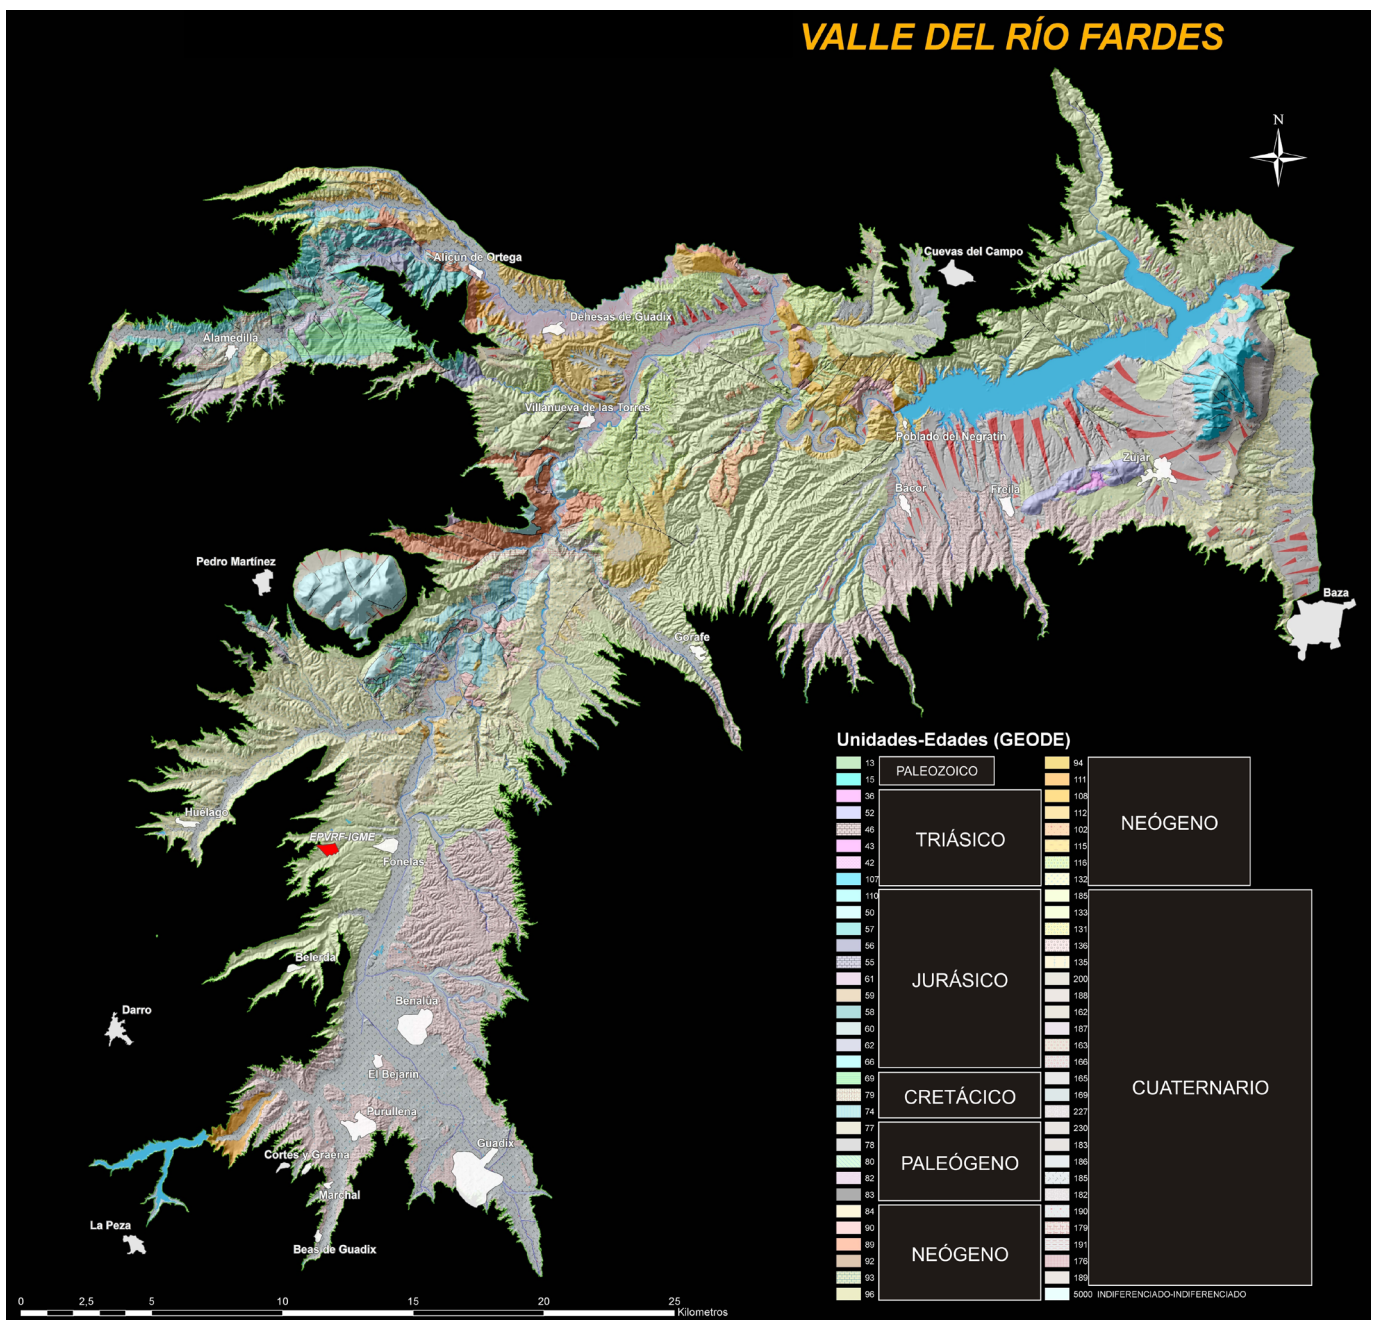 VALLE DEL RÍO FARDES
N
Cuevas del Campo
Alicún de Ortega
Dehesas de Guadix
Alamedilla
Villanueva de las Torres
Poblado del Negratín
Zújar
Bacor
Freila
Pedro Martínez
Baza
Gorafe
Huélago
EPVRF-IGME
Fonelas
Belerda
Benalúa
Darro
El Bejarín
Purullena
Guadix
Cortes y Graena
Marchal
La Peza
Beas de Guadix
Unidades-Edades (GEODE)
13
15
PALEOZOICO
36
52
46
43
42
107
TRIÁSICO
110
50
57
56
55
61
59
58
60
62
66
JURÁSICO
69
79
74
CRETÁCICO
77
78
80
82
83
PALEÓGENO
84
90
89
92
93
96
NEÓGENO
94
111
108
112
102
115
116
132
NEÓGENO
185
133
131
136
135
200
188
162
187
163
166
165
169
227
230
183
186
185
182
190
179
191
176
189
CUATERNARIO
5000 INDIFERENCIADO-INDIFERENCIADO
0 2,5 5 10 15 20 25
Kilometros